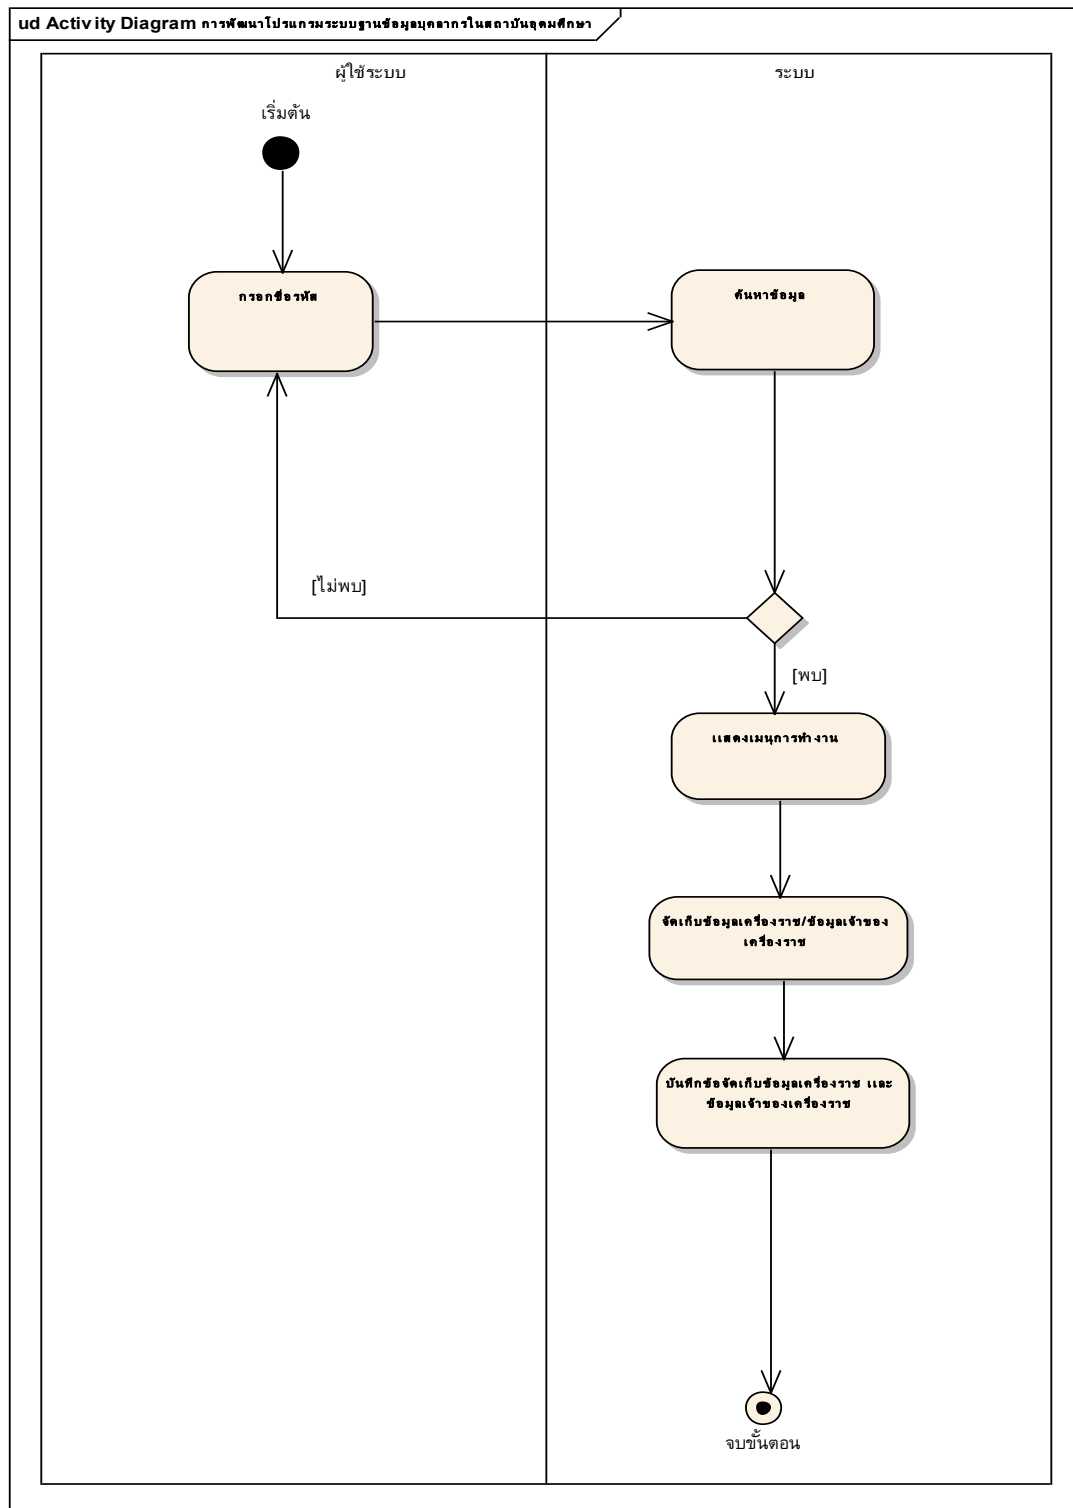 ud Activity Diagram การพัฒนาโปรแกรมระบบฐานข้อมูลบุคลากรในสถาบันอุดมศึกษา
ผู้ใช้ระบบ
ระบบ
เริ่มต้น
กรอกชื่อรหัส
ค้นหาข้อมูล
[ไม่พบ]
[พบ]
แสดงเมนูการทำงาน
จัดเก็บข้อมูลเครื่องราช/ข้อมูลเจ้าของ
เครื่องราช
บันทึกข้อจัดเก็บข้อมูลเครื่องราช และ
ข้อมูลเจ้าของเครื่องราช
จบขั้นตอน